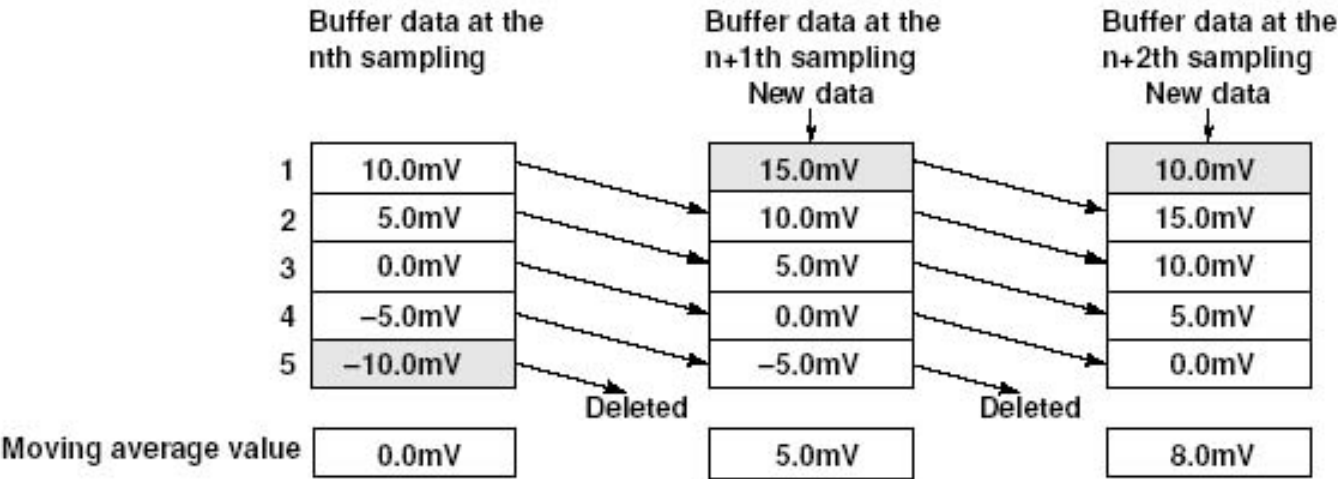 Buffer data at the nth sampling
Buffer data at the n+1th sampling
Buffer data at the n+2th sampling
New data
New data
1 10.0mV 15.0mV 10.0mV
2 5.0mV 10.0mV 15.0mV
3 0.0mV 5.0mV 10.0mV
4 –5.0mV 0.0mV 5.0mV
5 –10.0mV –5.0mV 0.0mV
Deleted
Deleted
Moving average value 0.0mV 5.0mV 8.0mV